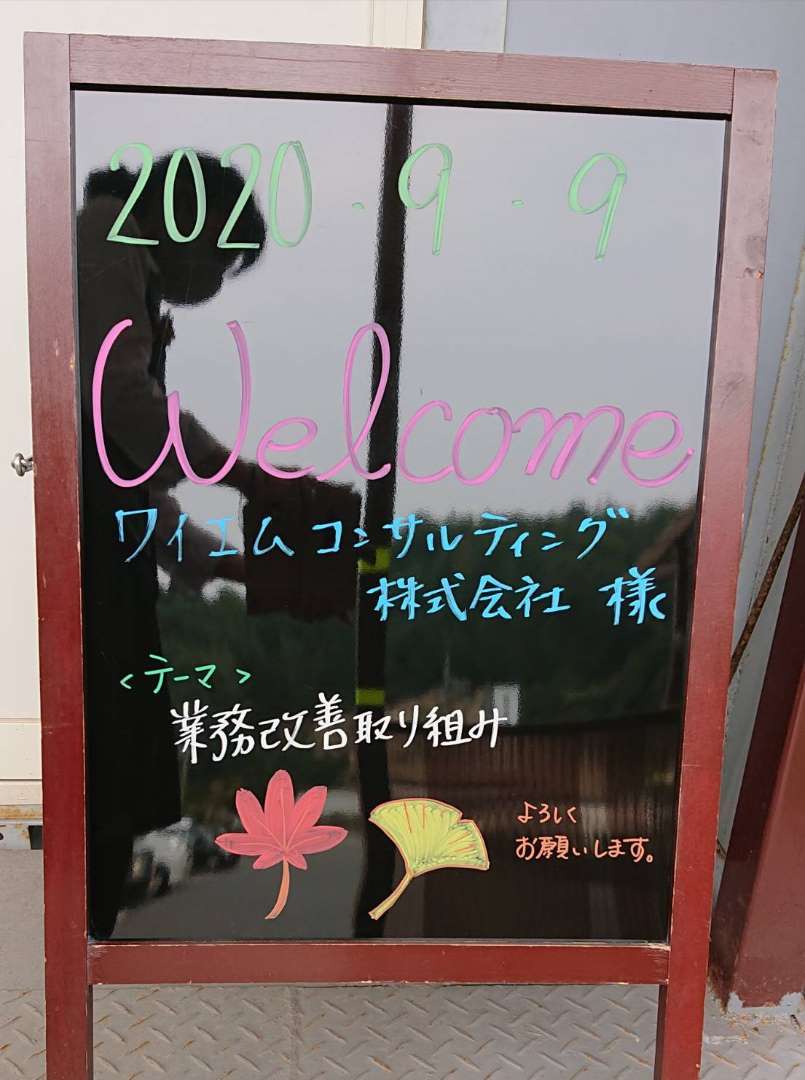 2020.9.9
Welcome
ワイエムコンサルティング
株式会社 様
<テーマ>
業務改善取り組み
よろしく
お願いします。